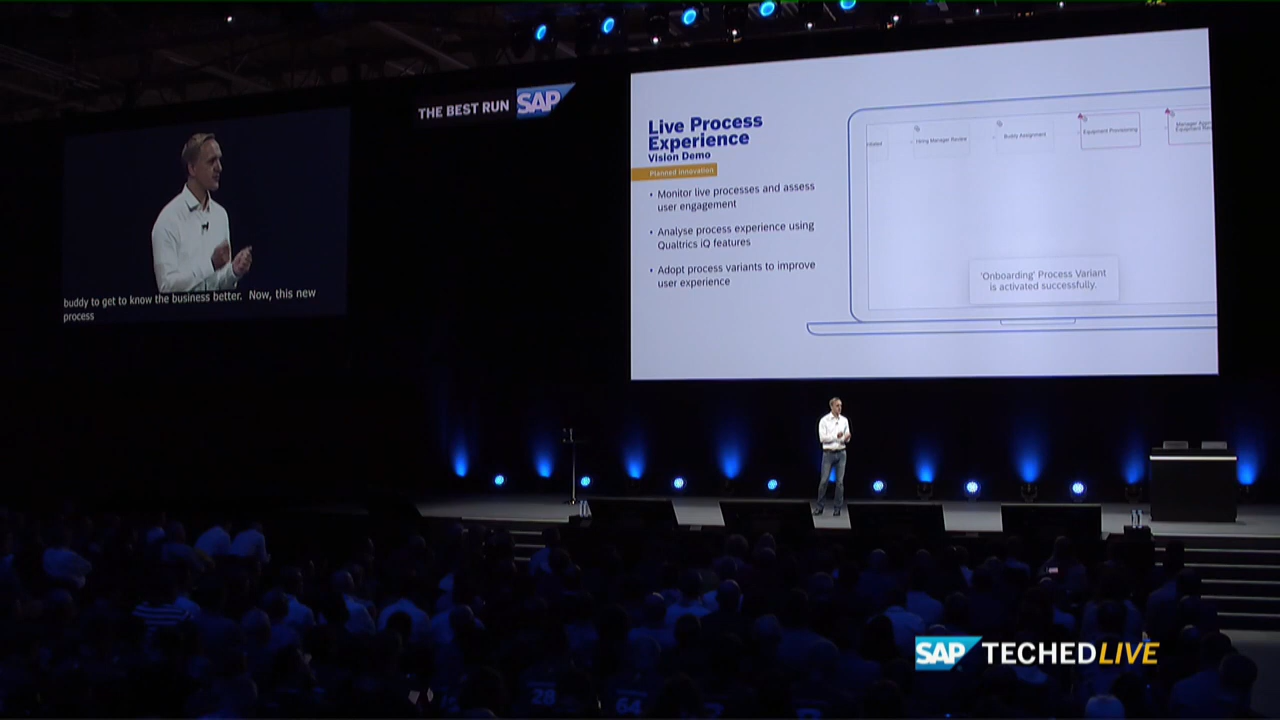 THE BEST RUN SAP
buddy to get to know the business better. Now, this new
process
Live Process
Experience
Vision Demo
Planned Innovation
• Monitor live processes and assess
user engagement
• Analyse process experience using
Qualtrics iQ features
• Adopt process variants to improve
user experience
Hiring Manager Review
Buddy Assignment
Equipment Provisioning
'Onboarding' Process Variant
is activated successfully.
28
64
SAP TECHEDLIVE